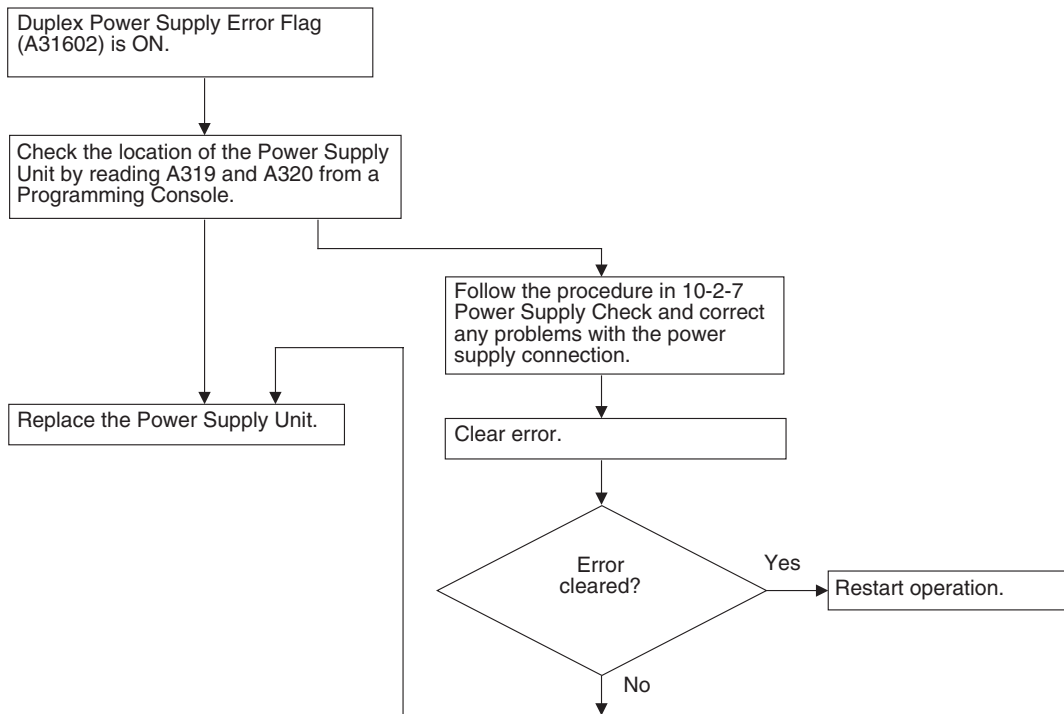 Duplex Power Supply Error Flag
(A31602) is ON.
Check the location of the Power Supply
Unit by reading A319 and A320 from a
Programming Console.
Follow the procedure in 10-2-7
Power Supply Check and correct
any problems with the power
supply connection.
Replace the Power Supply Unit.
Clear error.
Error
cleared?
Yes
Restart operation.
No